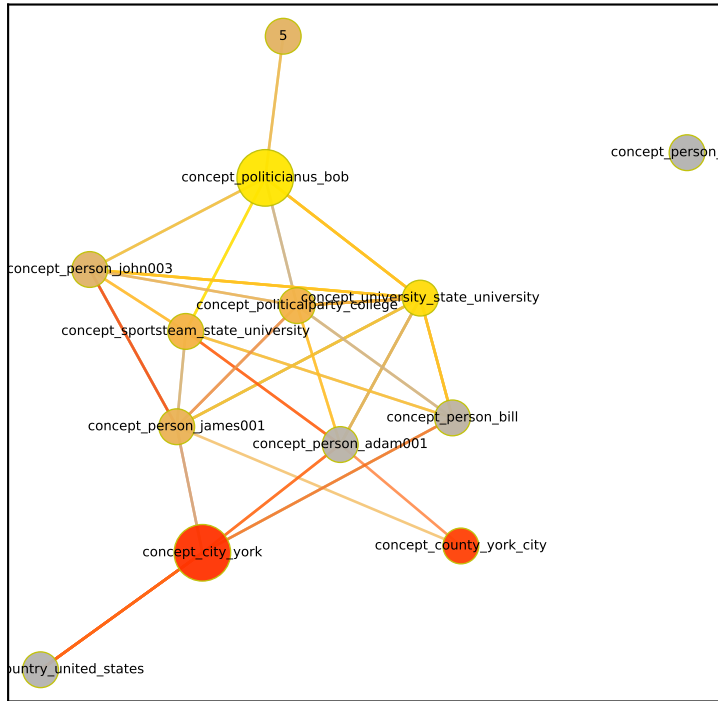 5
concept_person_
concept_politicianus_bob
concept_person_john003
concept_university_state_university
concept_politicalparty_college
concept_sportsteam_state_university
concept_person_bill
concept_person_james001
concept_person_adam001
concept_county_york_city
concept_city_york
ountry_united_states